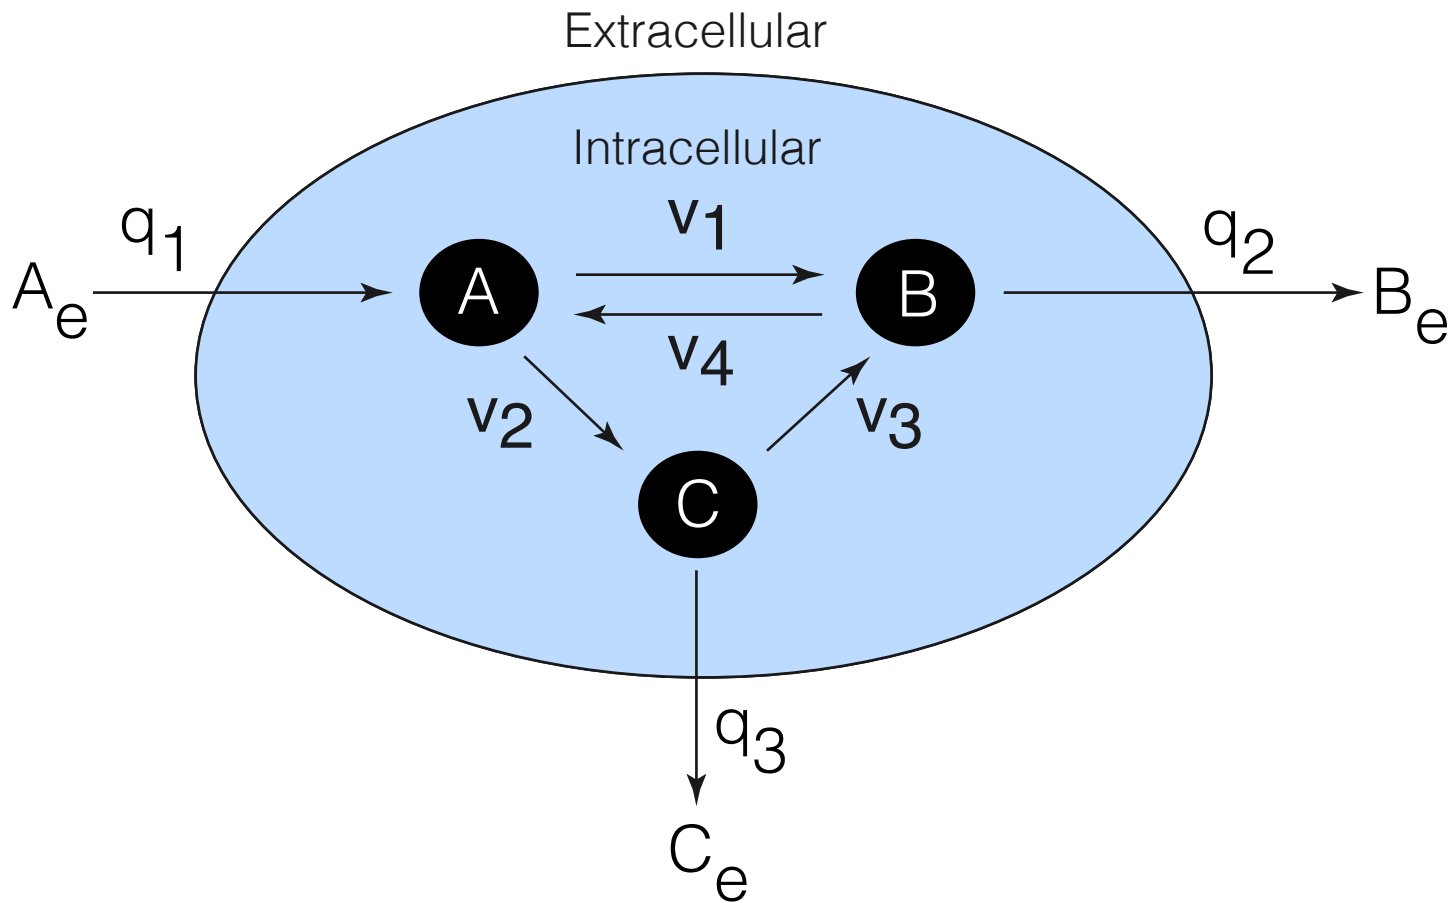 Extracellular
Intracellular
v1
q1
q2
Ae
A
B
Be
v4
v2
v3
C
q3
Ce